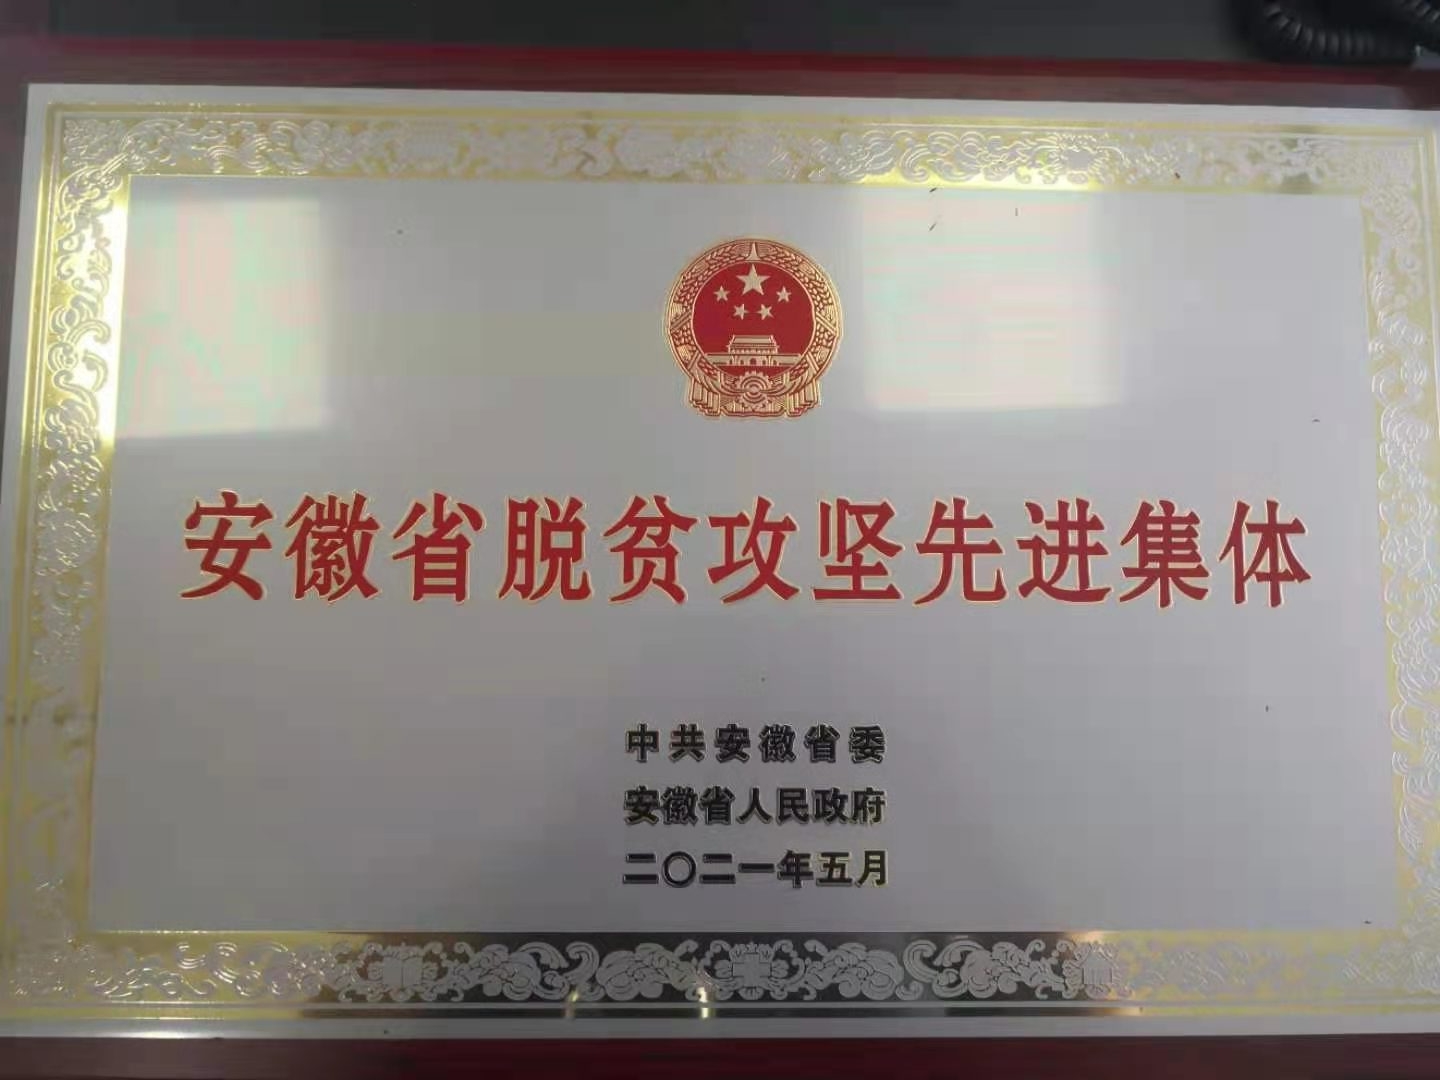 安徽省脱贫攻坚先进集体
中共安徽省委
安徽省人民政府
二〇二一年五月